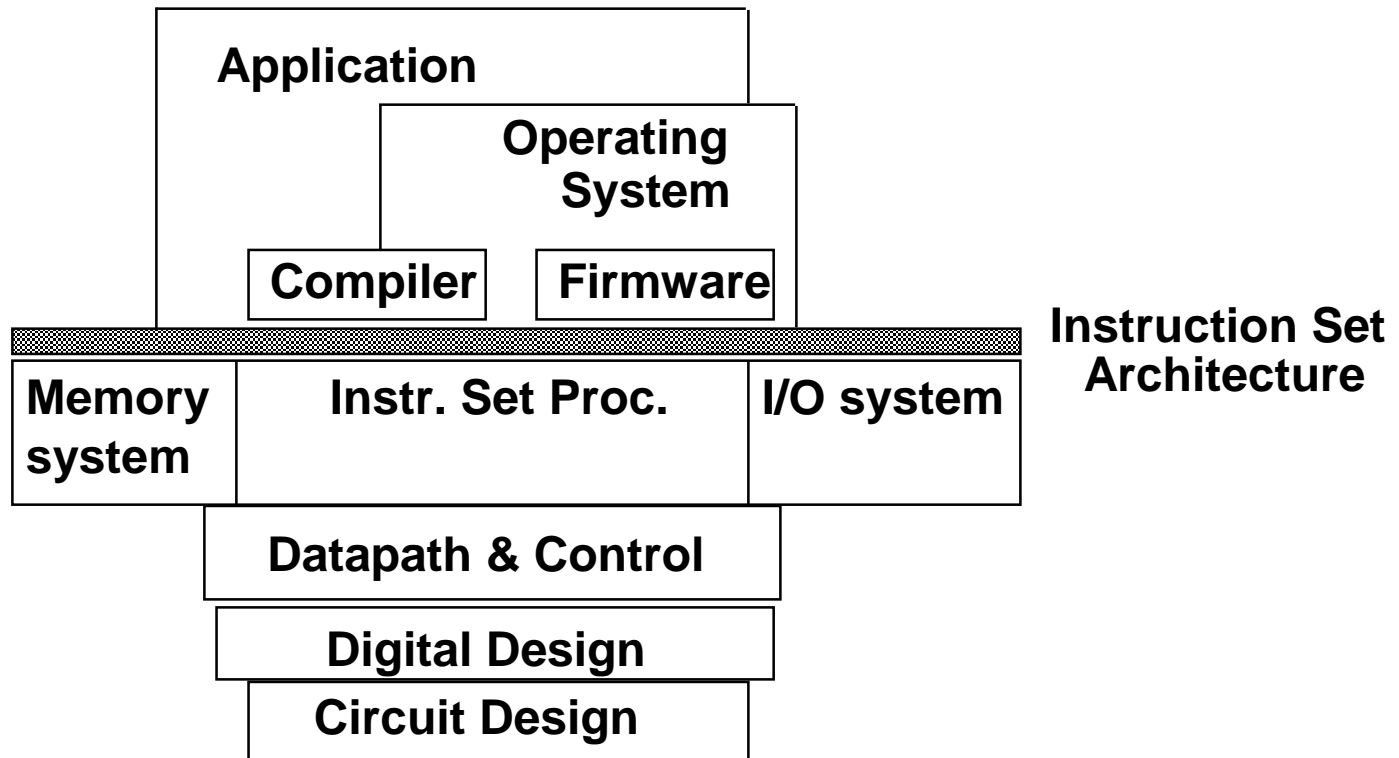 Application
Operating
System
Compiler
Firmware
Instruction Set
Architecture
Memory
system
Instr. Set Proc.
I/O system
Datapath & Control
Digital Design
Circuit Design